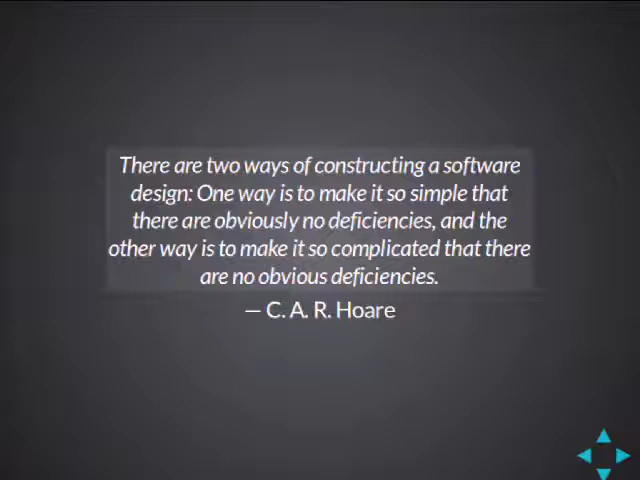 There are two ways of constructing a software
design: One way is to make it so simple that
there are obviously no deficiencies, and the
other way is to make it so complicated that there
are no obvious deficiencies.
— C. A. R. Hoare